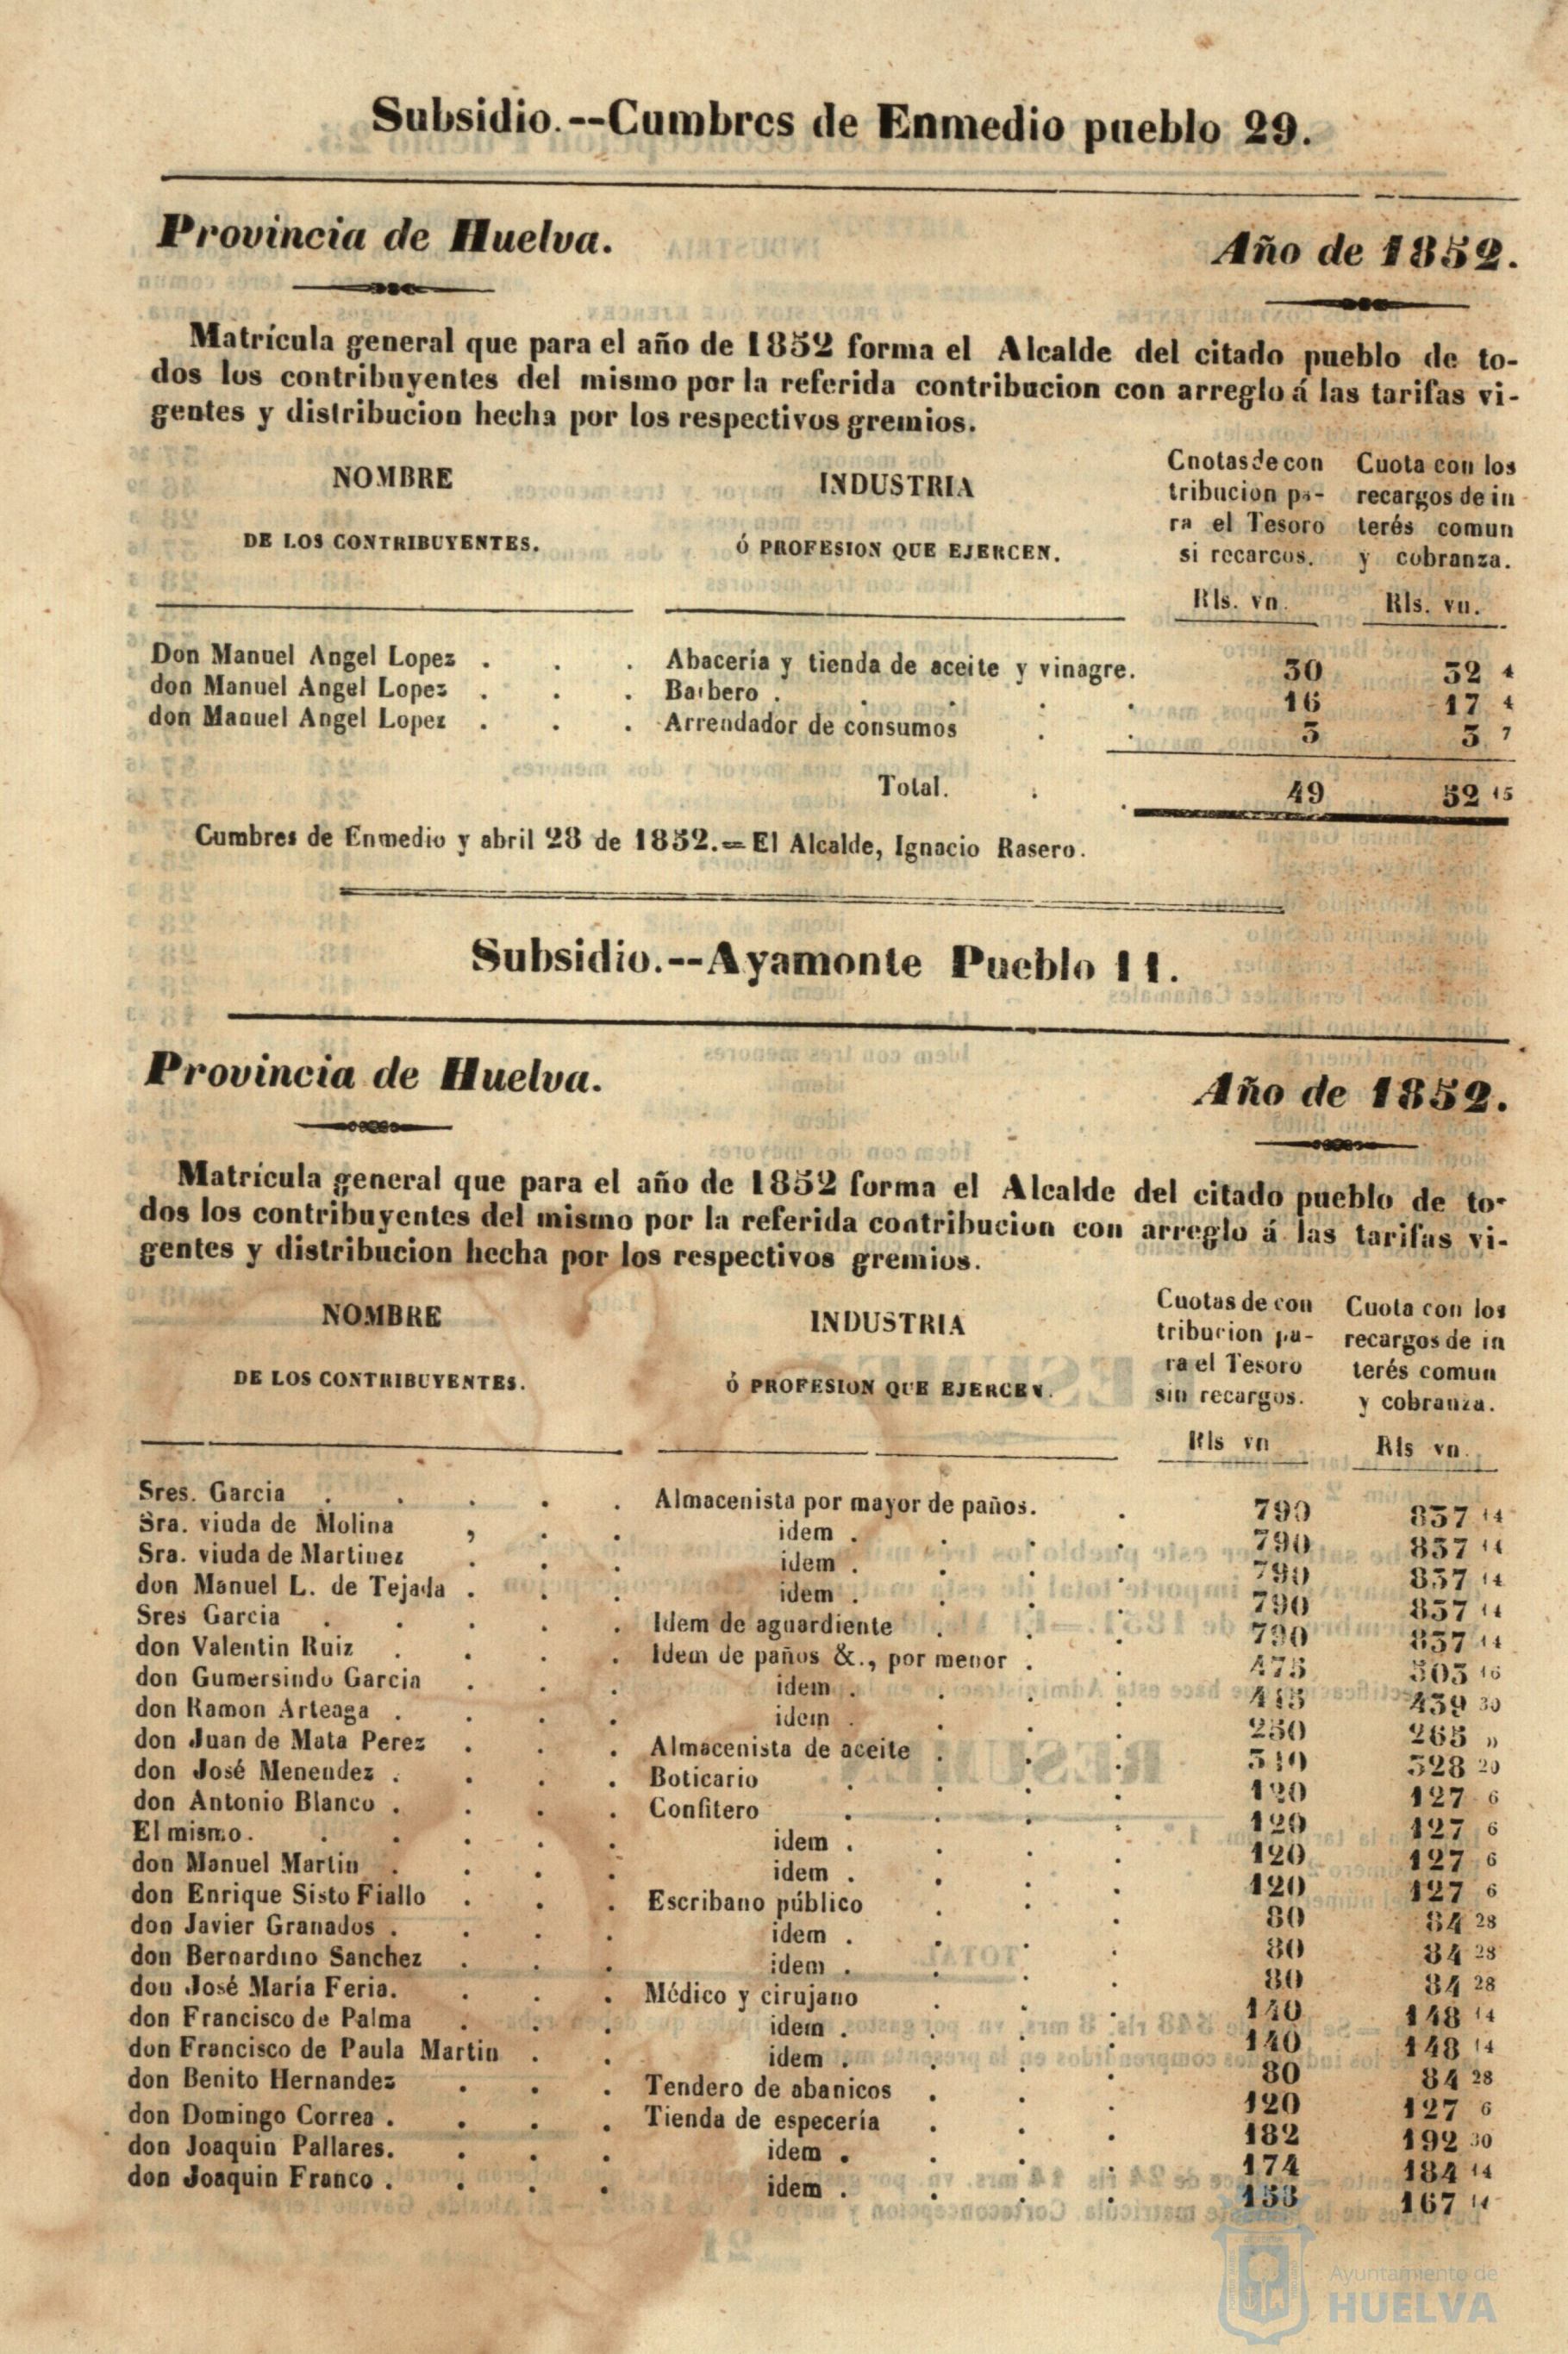 Subsidio.--Cumbres de Enmedio pueblo 29.
Provincia de Huelva.
Año de 1852.
Matrícula general que para el año de 1852 forma el Alcalde del citado pueblo de to-
dos los contribuyentes del mismo por la referida contribucion con arreglo á las tarifas vi-
gentes y distribucion hecha por los respectivos gremios.
NOMBRE
DE LOS CONTRIBUYENTES.
INDUSTRIA
Ó PROFESION QUE EJERCEN.
Cnotas de con
tribucion pa-
ra el Tesoro
si recarcos.
Rls. vn.
Cuota con los
recargos de in
terés comun
y cobranza.
Rls. vn.
Don Manuel Angel Lopez . . . Abacería y tienda de aceite y vinagre. 30 32 4
don Manuel Angel Lopez . . . Barbero . . . . . 16 17 4
don Manuel Angel Lopez . . . Arrendador de consumos . . 3 3 7
Total. . . 49 52 15
Cumbres de Enmedio y abril 28 de 1852.=El Alcalde, Ignacio Rasero.
Subsidio.--Ayamonte Pueblo 11.
Provincia de Huelva.
Año de 1852.
Matrícula general que para el año de 1852 forma el Alcalde del citado pueblo de to-
dos los contribuyentes del mismo por la referida contribucion con arreglo á las tarifas vi-
gentes y distribucion hecha por los respectivos gremios.
NOMBRE
DE LOS CONTRIBUYENTES.
INDUSTRIA
Ó PROFESION QUE EJERCEN.
Cuotas de con
tribucion pa-
ra el Tesoro
sin recargos.
Rls vn
Cuota con los
recargos de in
terés comun
y cobranza.
Rls vn.
Sres. Garcia . . . . . Almacenista por mayor de paños. . 790 837 14
Sra. viuda de Molina , . . idem . . . . 790 837 14
Sra. viuda de Martinez . . . idem . . . . 790 837 14
don Manuel L. de Tejada . . . idem . . . . 790 837 14
Sres Garcia . . . . . Idem de aguardiente . . . 790 837 14
don Valentin Ruiz . . . . Idem de paños &., por menor . . 475 503 16
don Gumersindo Garcia . . . idem . . . . 415 439 30
don Ramon Arteaga . . . . idem . . . . 250 265 »
don Juan de Mata Perez . . . Almacenista de aceite . . . 310 328 20
don José Menendez . . . . Boticario . . . . 120 127 6
don Antonio Blanco . . . . Confitero . . . . 120 127 6
El mismo. . . . . . idem . . . . 120 127 6
don Manuel Martin . . . . idem . . . . 120 127 6
don Enrique Sisto Fiallo . . . Escribano público . . . 80 84 28
don Javier Granados . . . . idem . . . . 80 84 28
don Bernardino Sanchez . . . idem . . . . 80 84 28
don José María Feria. . . . Médico y cirujano . . . 140 148 14
don Francisco de Palma . . . idem . . . . 140 148 14
don Francisco de Paula Martin . . idem . . . . 80 84 28
don Benito Hernandez . . . Tendero de abanicos . . . 120 127 6
don Domingo Correa . . . . Tienda de especería . . . 182 192 30
don Joaquin Pallares. . . . idem . . . . 174 184 14
don Joaquin Franco . . . . idem . . . . 158 167
Ayuntamiento de
HUELVA